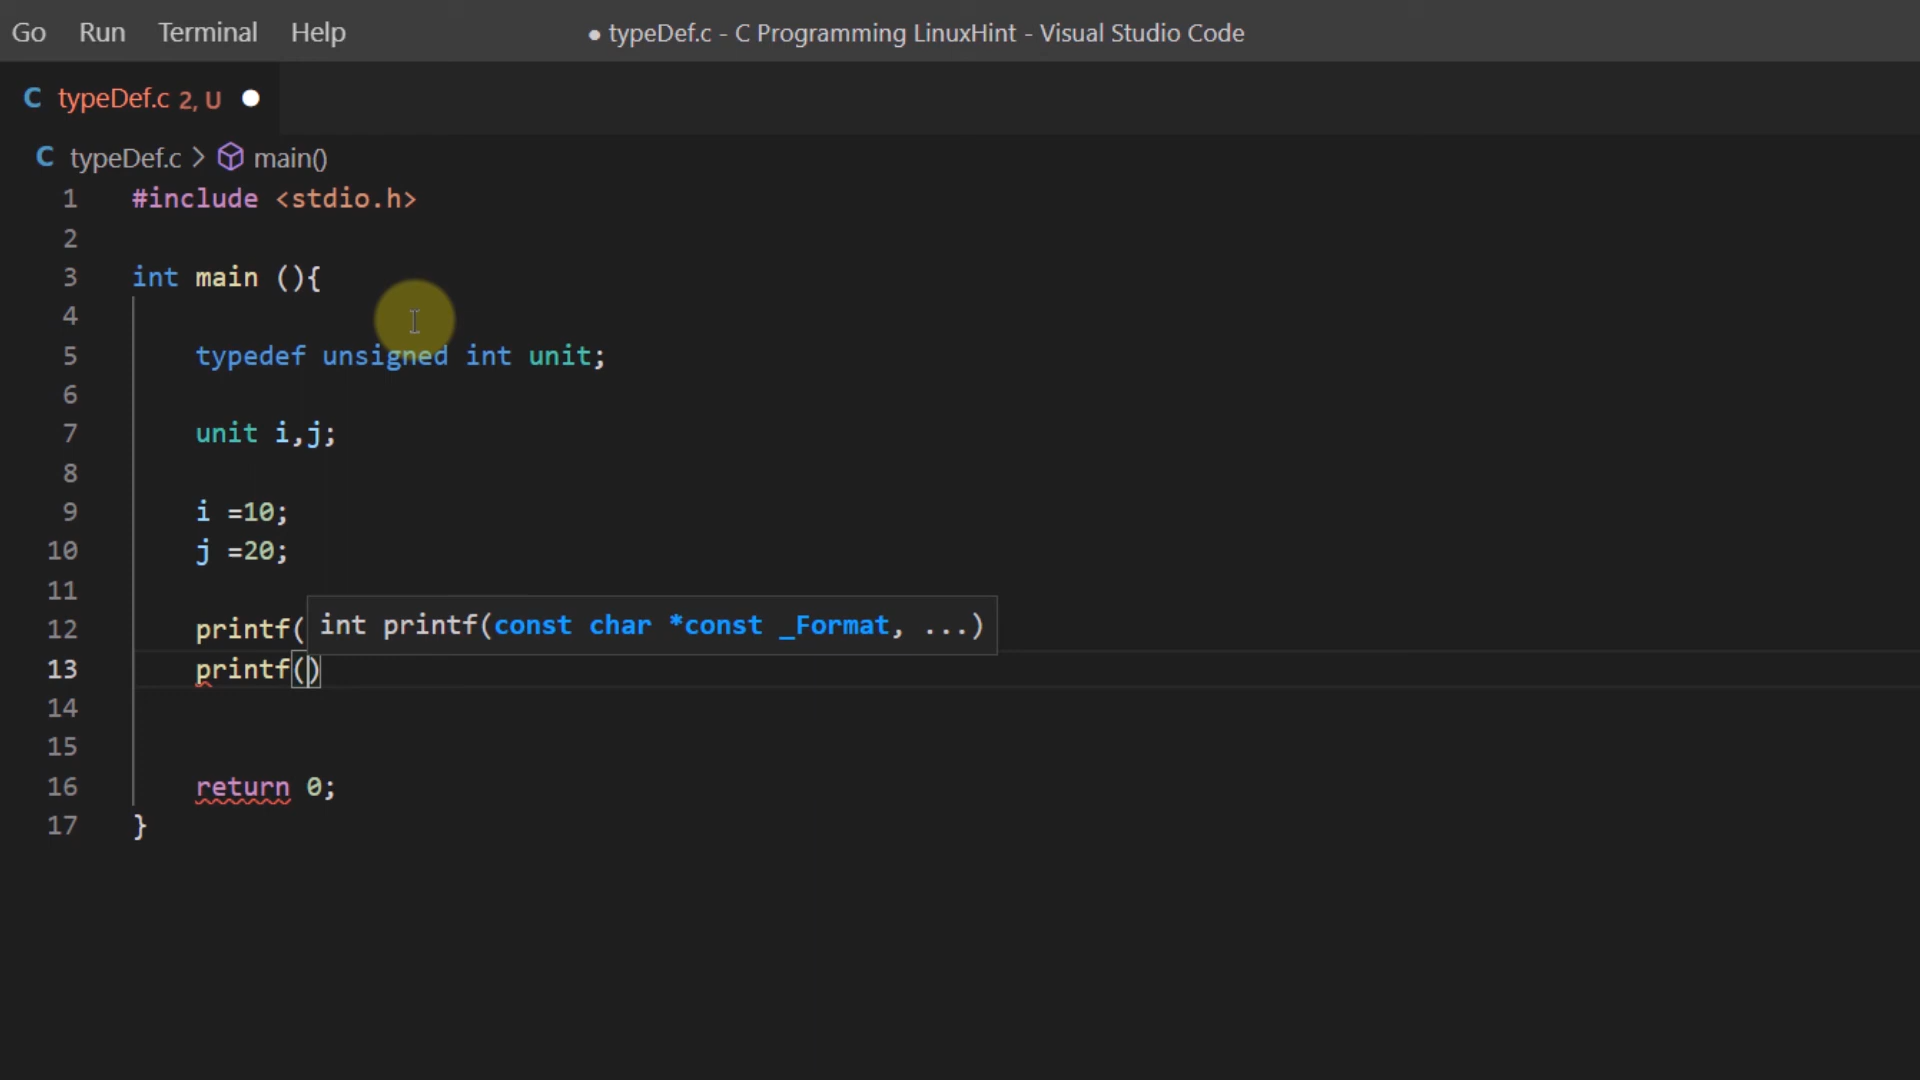 Go Run Terminal Help ● typeDef.c - C Programming LinuxHint - Visual Studio Code
C typeDef.c 2, U ●
C typeDef.c > main()
1 #include <stdio.h>
2
3 int main (){
4
5 typedef unsigned int unit;
6
7 unit i,j;
8
9 i =10;
10 j =20;
11
12 printf( int printf(const char *const _Format, ...)
13 printf()
14
15
16 return 0;
17 }